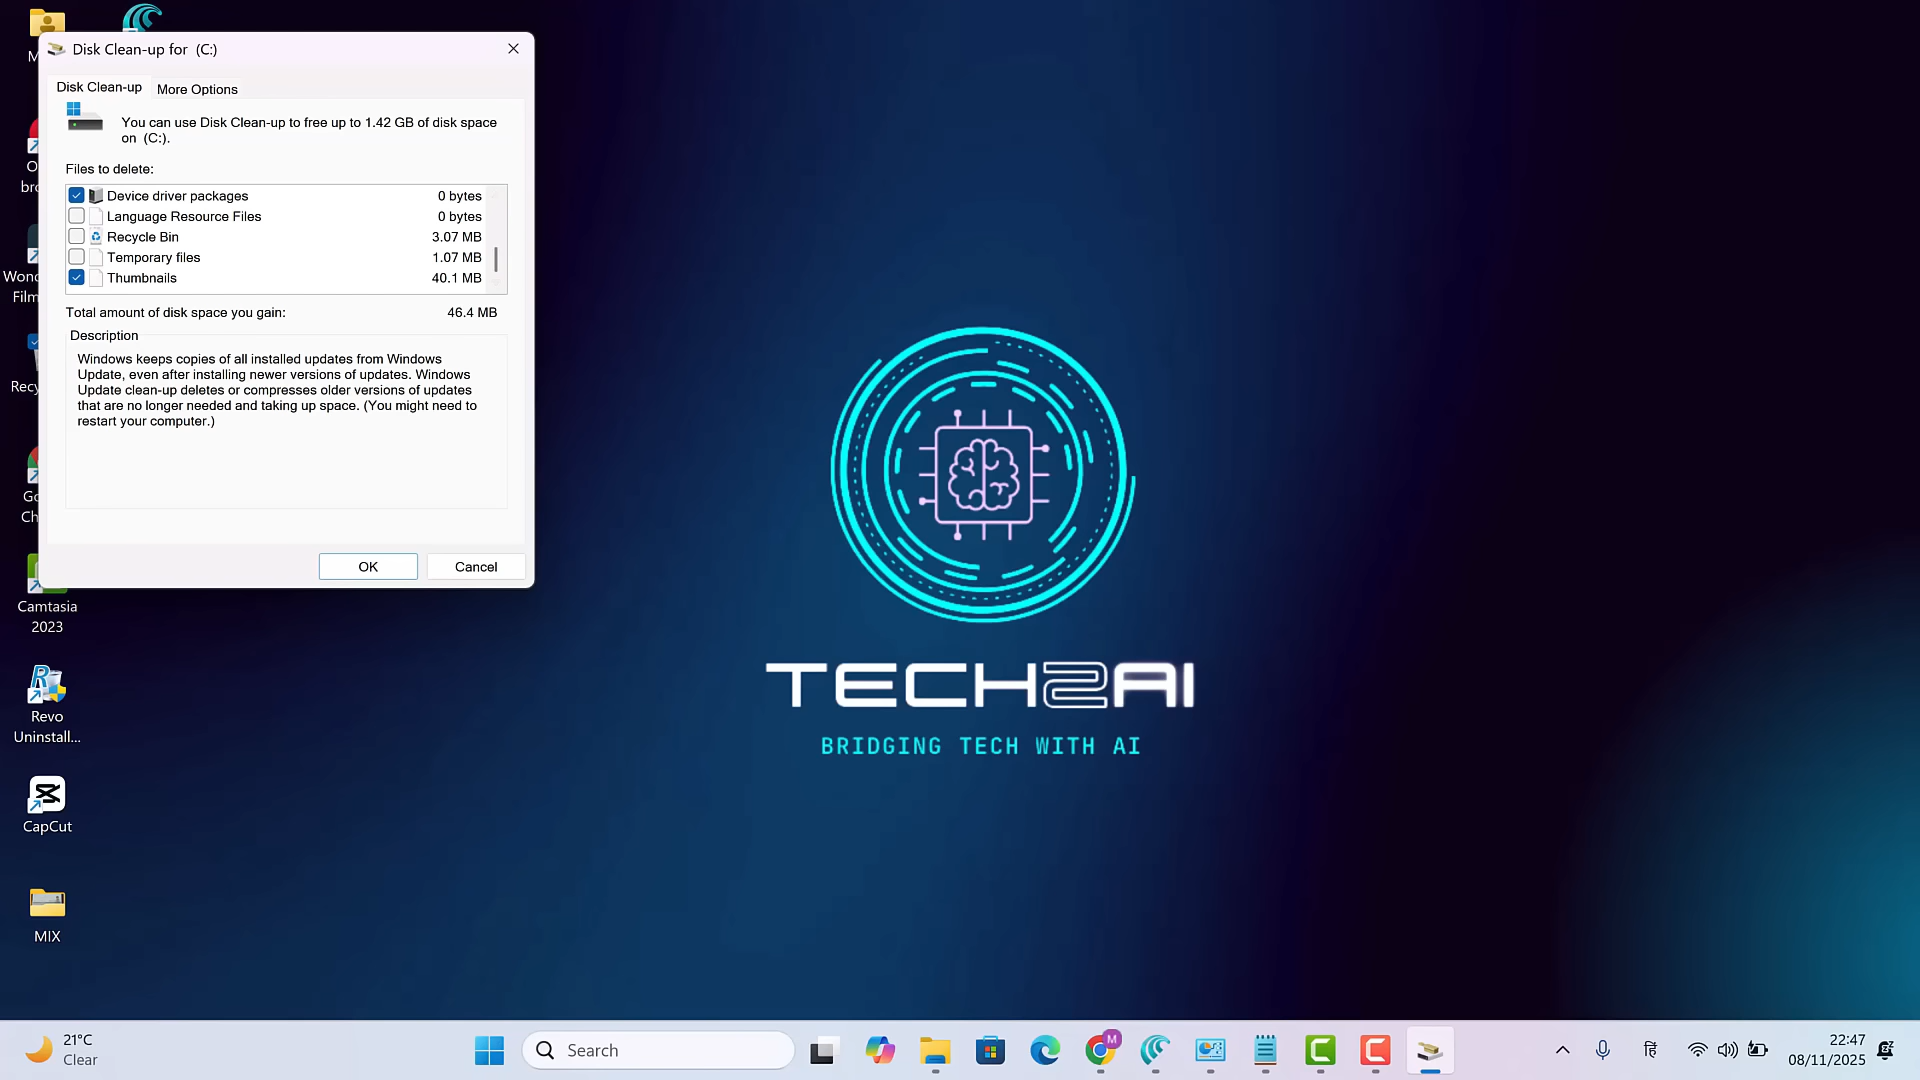 Disk Clean-up for  (C:)
Disk Clean-up
More Options
You can use Disk Clean-up to free up to 1.42 GB of disk space
on  (C:).
Files to delete:
Device driver packages 0 bytes
Language Resource Files 0 bytes
Recycle Bin 3.07 MB
Temporary files 1.07 MB
Thumbnails 40.1 MB
Total amount of disk space you gain: 46.4 MB
Description
Windows keeps copies of all installed updates from Windows
Update, even after installing newer versions of updates. Windows
Update clean-up deletes or compresses older versions of updates
that are no longer needed and taking up space. (You might need to
restart your computer.)
OK
Cancel
Camtasia
2023
Revo
Uninstall...
CapCut
MIX
TECH2AI
BRIDGING TECH WITH AI
21°C
Clear
Search
M
हि
22:47
08/11/2025